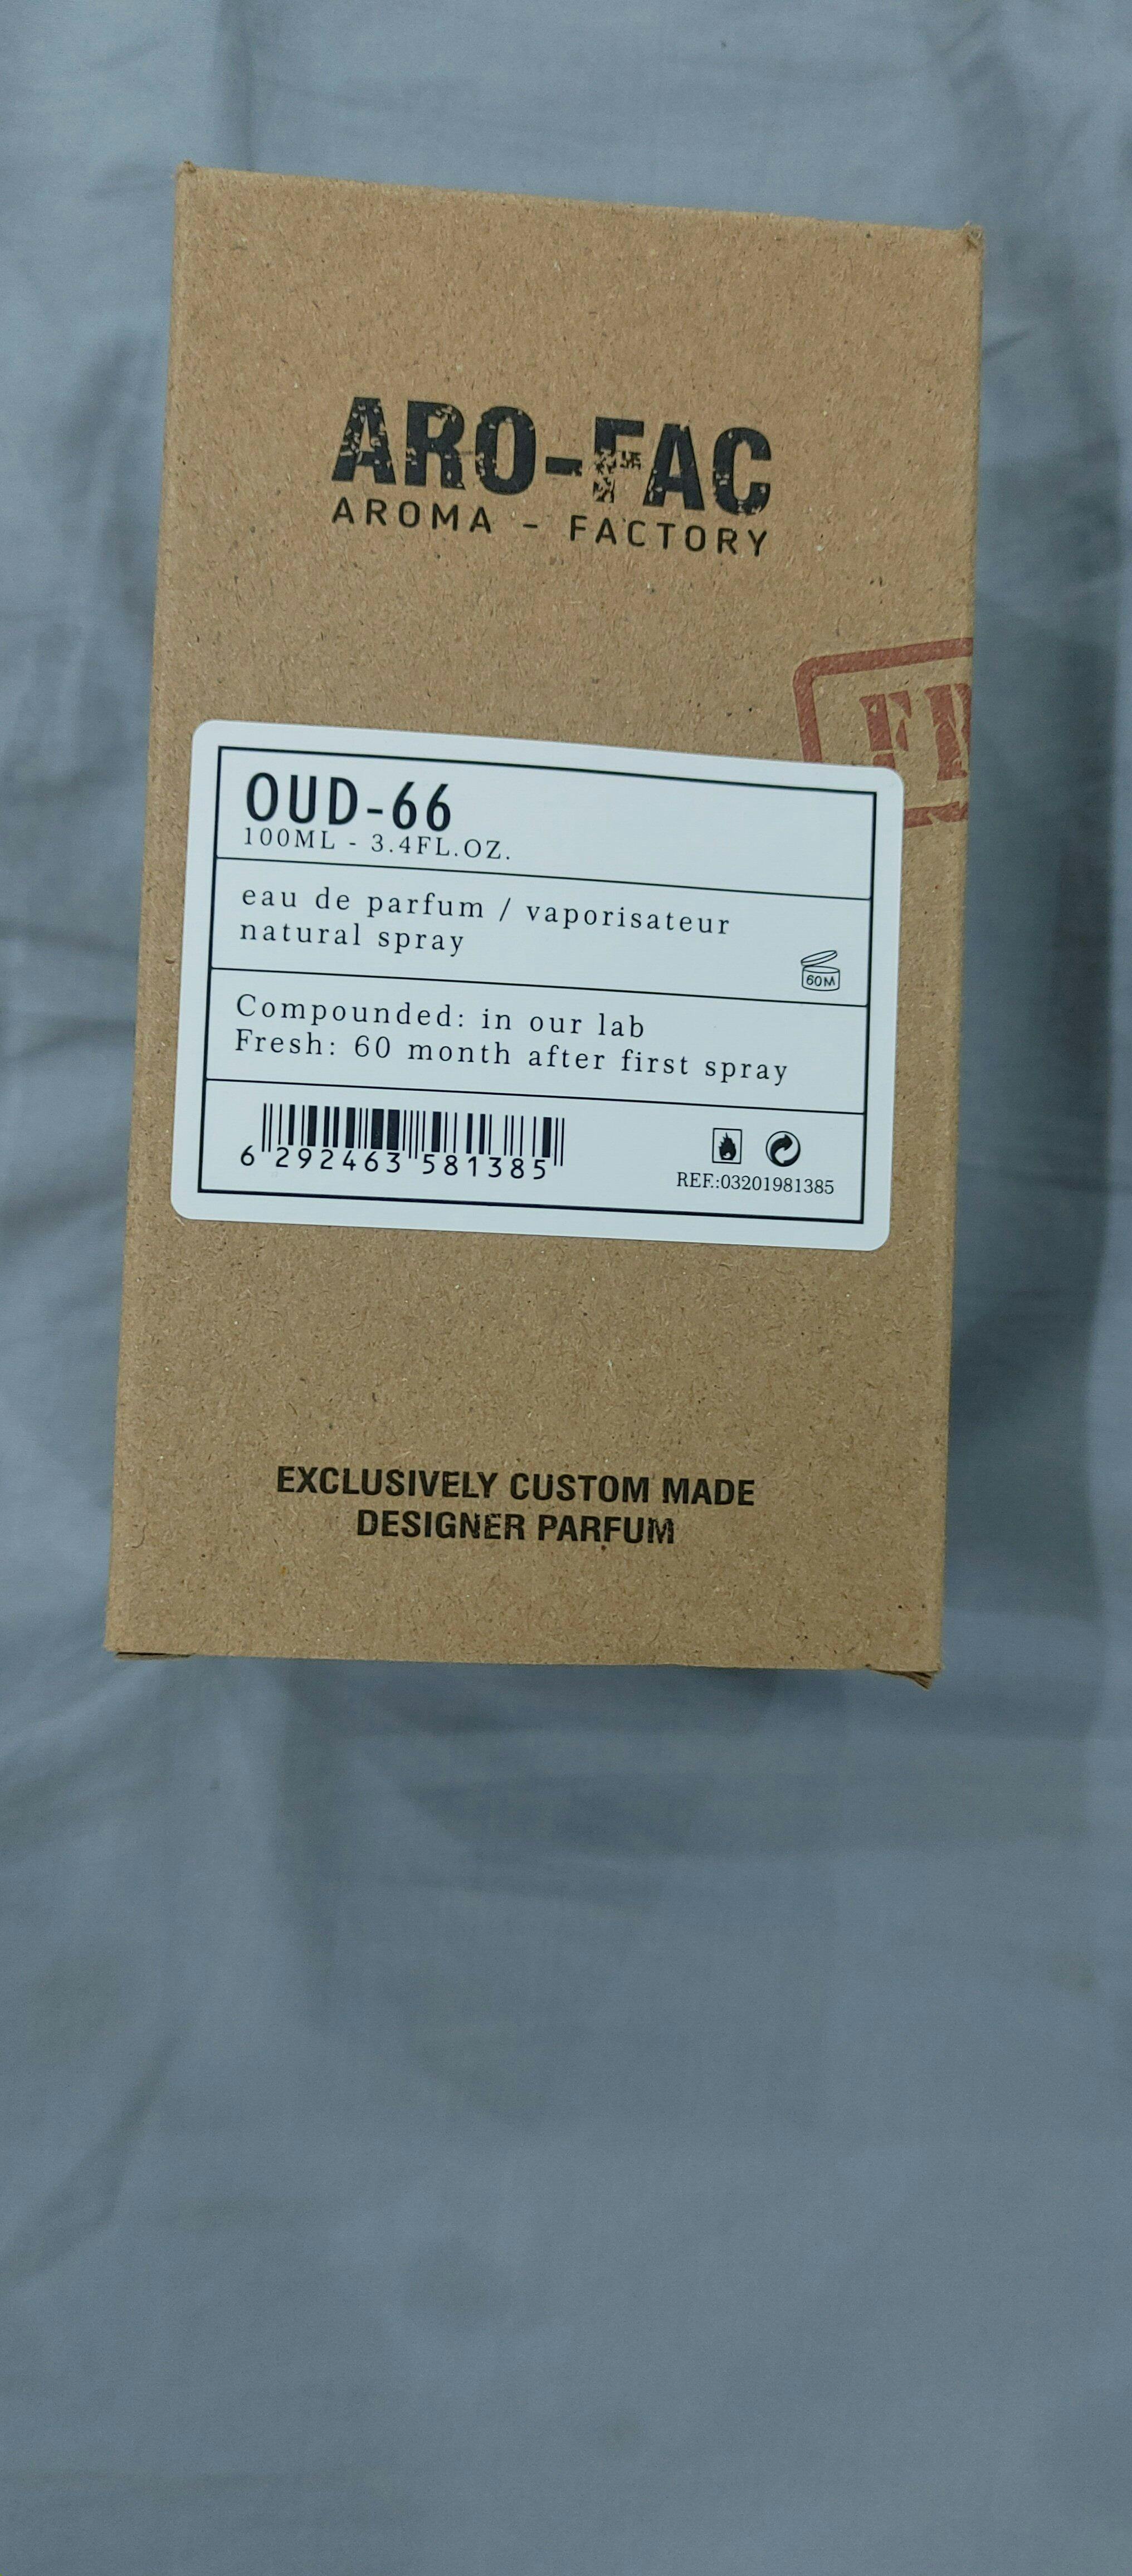 ARO-FAC
AROMA - FACTORY
OUD-66
100ML - 3.4FL.OZ.
eau de parfum / vaporisateur
natural spray
60M
Compounded: in our lab
Fresh: 60 month after first spray
6 292463 581385
REF.:03201981385
EXCLUSIVELY CUSTOM MADE
DESIGNER PARFUM